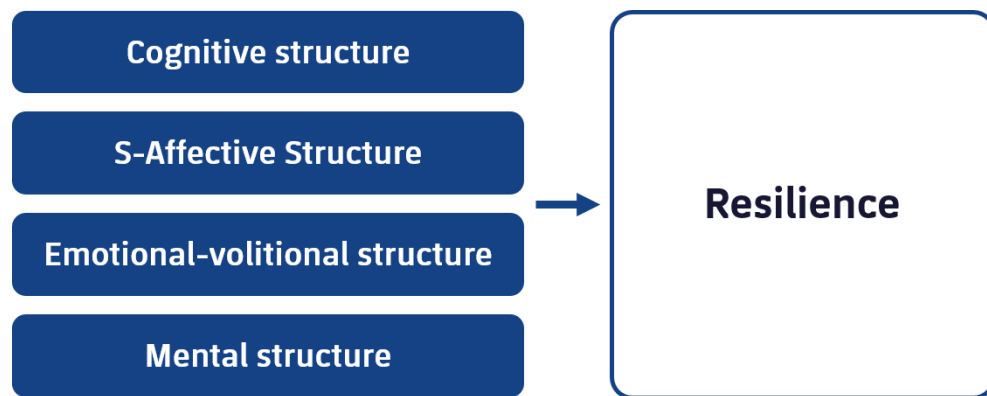 Cognitive structure
S-Affective Structure
Emotional-volitional structure
Mental structure
Resilience